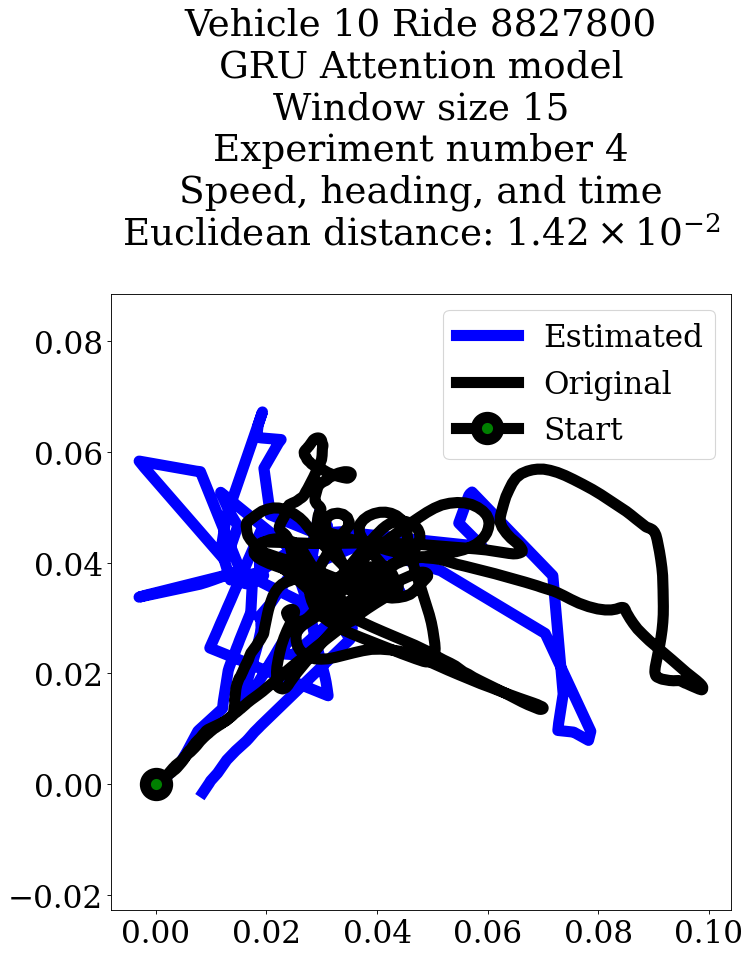 Vehicle 10 Ride 8827800
GRU Attention model
Window size 15
Experiment number 4
Speed, heading, and time
Euclidean distance: 1.42 × 10⁻²
Estimated
Original
Start
0.08
0.06
0.04
0.02
0.00
−0.02
0.00 0.02 0.04 0.06 0.08 0.10